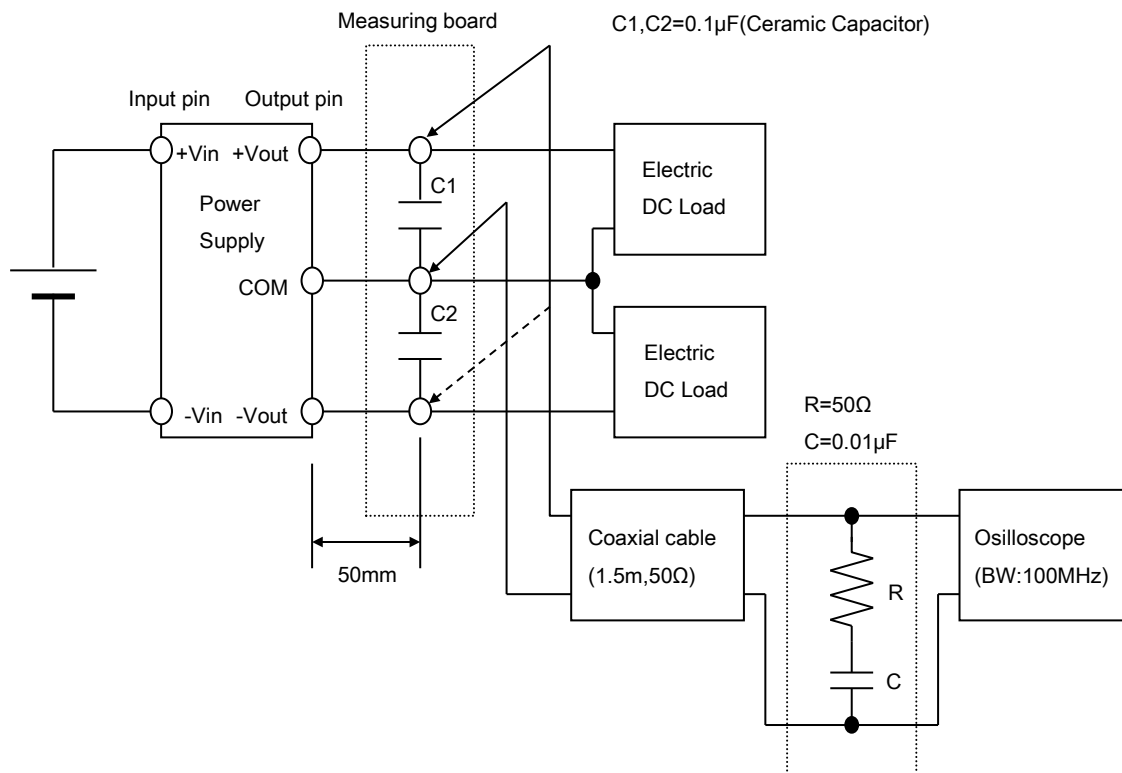 Measuring board
C1,C2=0.1µF(Ceramic Capacitor)
Input pin
Output pin
+Vin
+Vout
C1
Electric
DC Load
Power
Supply
COM
C2
Electric
DC Load
-Vin
-Vout
R=50Ω
C=0.01µF
50mm
Coaxial cable
(1.5m,50Ω)
R
Osilloscope
(BW:100MHz)
C